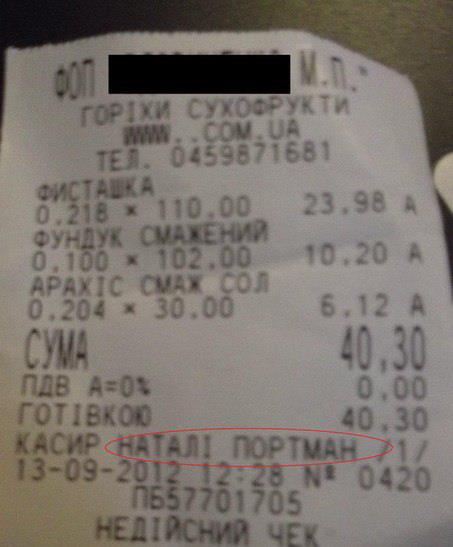 ФОП М.П.
ГОРІХИ СУХОФРУКТИ
WWW...COM.UA
ТЕЛ. 0459871681
ФИСТАШКА
0.218 × 110.00 23.98 А
ФУНДУК СМАЖЕНИЙ
0.100 × 102.00 10.20 А
АРАХІС СМАЖ СОЛ
0.204 × 30.00 6.12 А
СУМА 40,30
ПДВ А=0% 0.00
ГОТІВКОЮ 40.30
КАСИР НАТАЛІ ПОРТМАН /1/
13-09-2012 12:28 № 0420
ПБ57701705
НЕДІЙСНИЙ ЧЕК